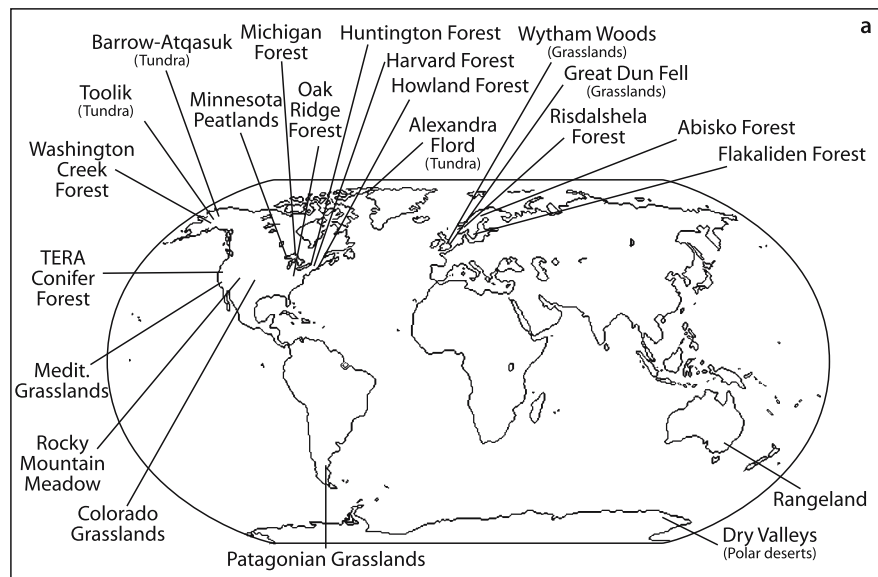 a
Barrow-Atqasuk
(Tundra)
Michigan
Forest
Huntington Forest
Harvard Forest
Howland Forest
Wytham Woods
(Grasslands)
Great Dun Fell
(Grasslands)
Toolik
(Tundra)
Minnesota
Peatlands
Oak
Ridge
Forest
Alexandra
Flord
(Tundra)
Risdalshela
Forest
Abisko Forest
Flakaliden Forest
Washington
Creek
Forest
TERA
Conifer
Forest
Medit.
Grasslands
Rocky
Mountain
Meadow
Colorado
Grasslands
Patagonian Grasslands
Rangeland
Dry Valleys
(Polar deserts)